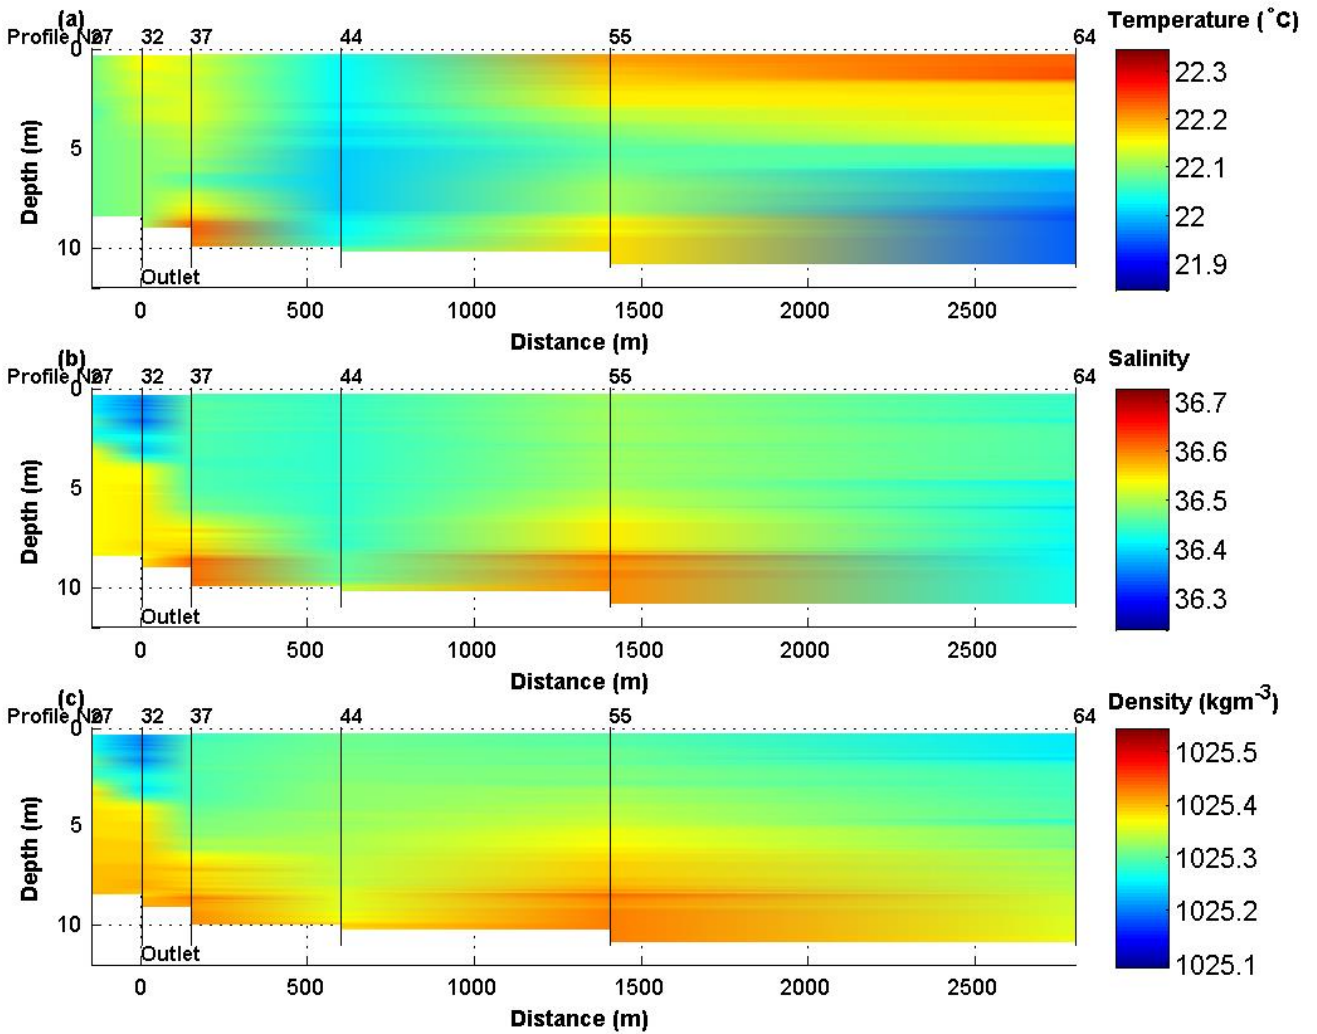 (a)
Temperature (°C)
Profile No 27 32 37 44 55 64
0
5
10
Depth (m)
Outlet
0 500 1000 1500 2000 2500
Distance (m)
22.3
22.2
22.1
22
21.9
(b)
Salinity
Profile No 27 32 37 44 55 64
0
5
10
Depth (m)
Outlet
0 500 1000 1500 2000 2500
Distance (m)
36.7
36.6
36.5
36.4
36.3
(c)
Density (kgm⁻³)
Profile No 27 32 37 44 55 64
0
5
10
Depth (m)
Outlet
0 500 1000 1500 2000 2500
Distance (m)
1025.5
1025.4
1025.3
1025.2
1025.1